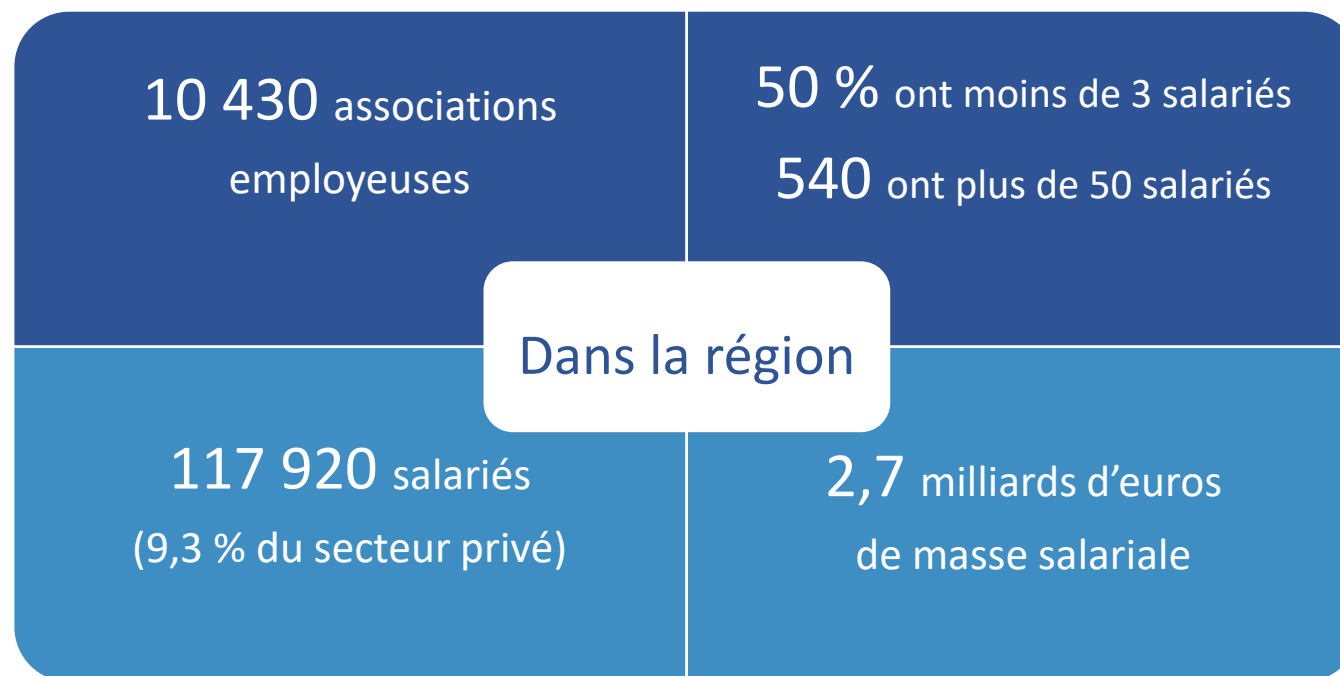 10 430 associations
employeuses
50 % ont moins de 3 salariés
540 ont plus de 50 salariés
Dans la région
117 920 salariés
(9,3 % du secteur privé)
2,7 milliards d’euros
de masse salariale